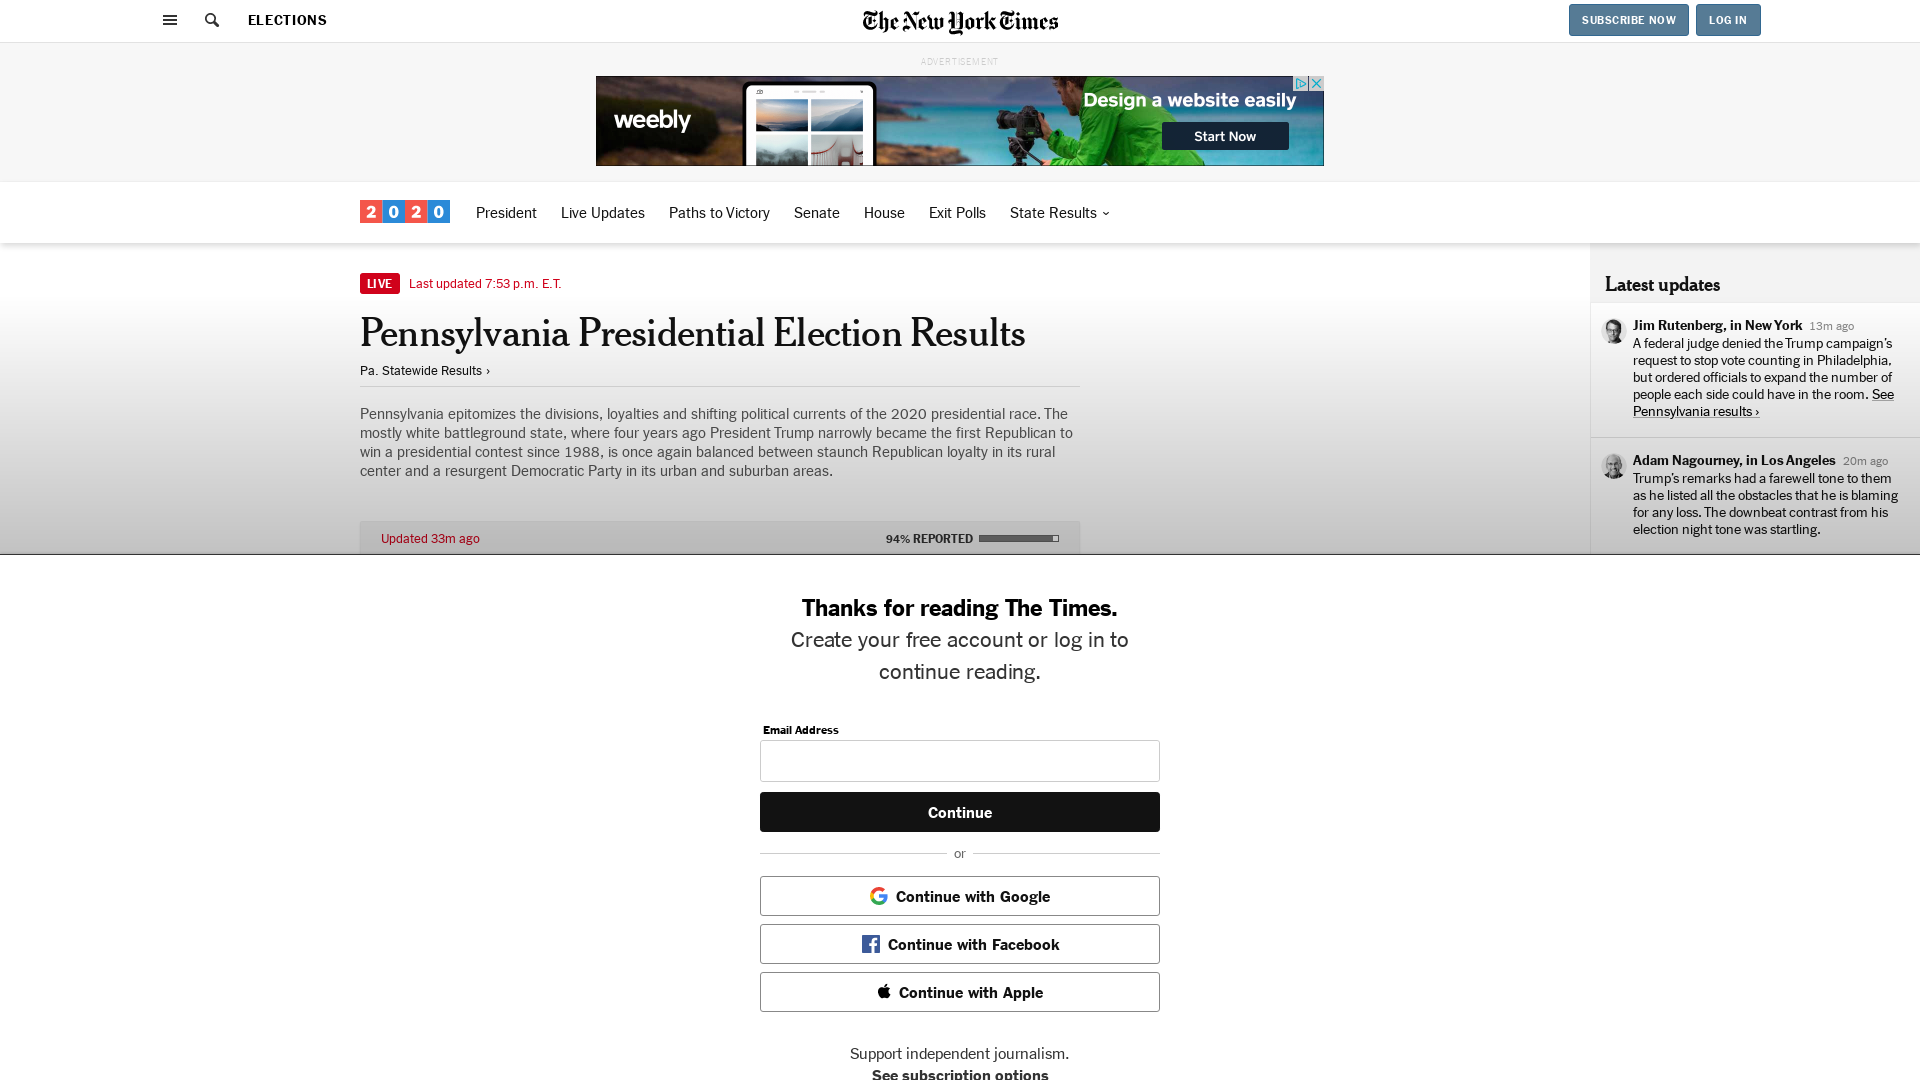 ELECTIONS
The New York Times
SUBSCRIBE NOW
LOG IN
ADVERTISEMENT
weebly
Design a website easily
Start Now
2020
President
Live Updates
Paths to Victory
Senate
House
Exit Polls
State Results
LIVE
Last updated 7:53 p.m. E.T.
Pennsylvania Presidential Election Results
Pa. Statewide Results ›
Pennsylvania epitomizes the divisions, loyalties and shifting political currents of the 2020 presidential race. The
mostly white battleground state, where four years ago President Trump narrowly became the first Republican to
win a presidential contest since 1988, is once again balanced between staunch Republican loyalty in its rural
center and a resurgent Democratic Party in its urban and suburban areas.
Updated 33m ago
94% REPORTED
Latest updates
Jim Rutenberg, in New York 13m ago
A federal judge denied the Trump campaign's
request to stop vote counting in Philadelphia,
but ordered officials to expand the number of
people each side could have in the room. See
Pennsylvania results ›
Adam Nagourney, in Los Angeles 20m ago
Trump's remarks had a farewell tone to them
as he listed all the obstacles that he is blaming
for any loss. The downbeat contrast from his
election night tone was startling.
Thanks for reading The Times.
Create your free account or log in to
continue reading.
Email Address
Continue
or
Continue with Google
Continue with Facebook
Continue with Apple
Support independent journalism.
See subscription options